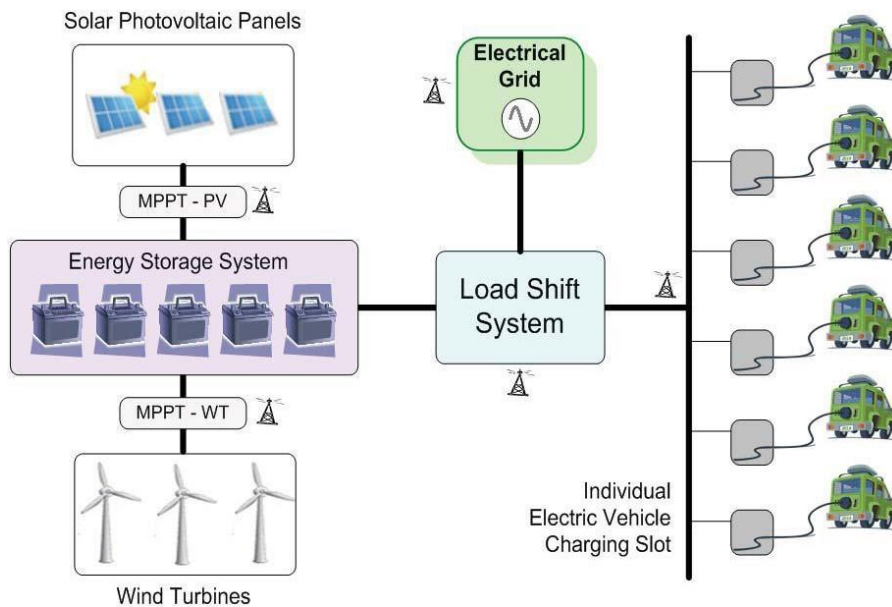 Solar Photovoltaic Panels
MPPT - PV
Energy Storage System
MPPT - WT
Wind Turbines
Electrical
Grid
Load Shift
System
Individual
Electric Vehicle
Charging Slot